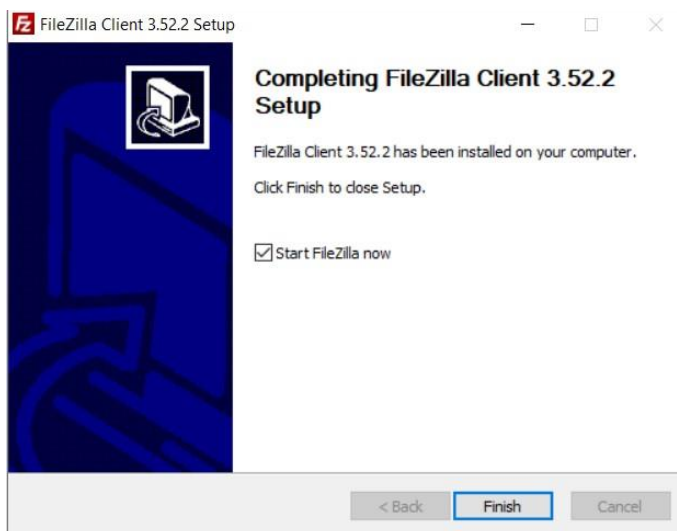 FileZilla Client 3.52.2 Setup
Completing FileZilla Client 3.52.2
Setup
FileZilla Client 3.52.2 has been installed on your computer.
Click Finish to close Setup.
Start FileZilla now
< Back Finish Cancel